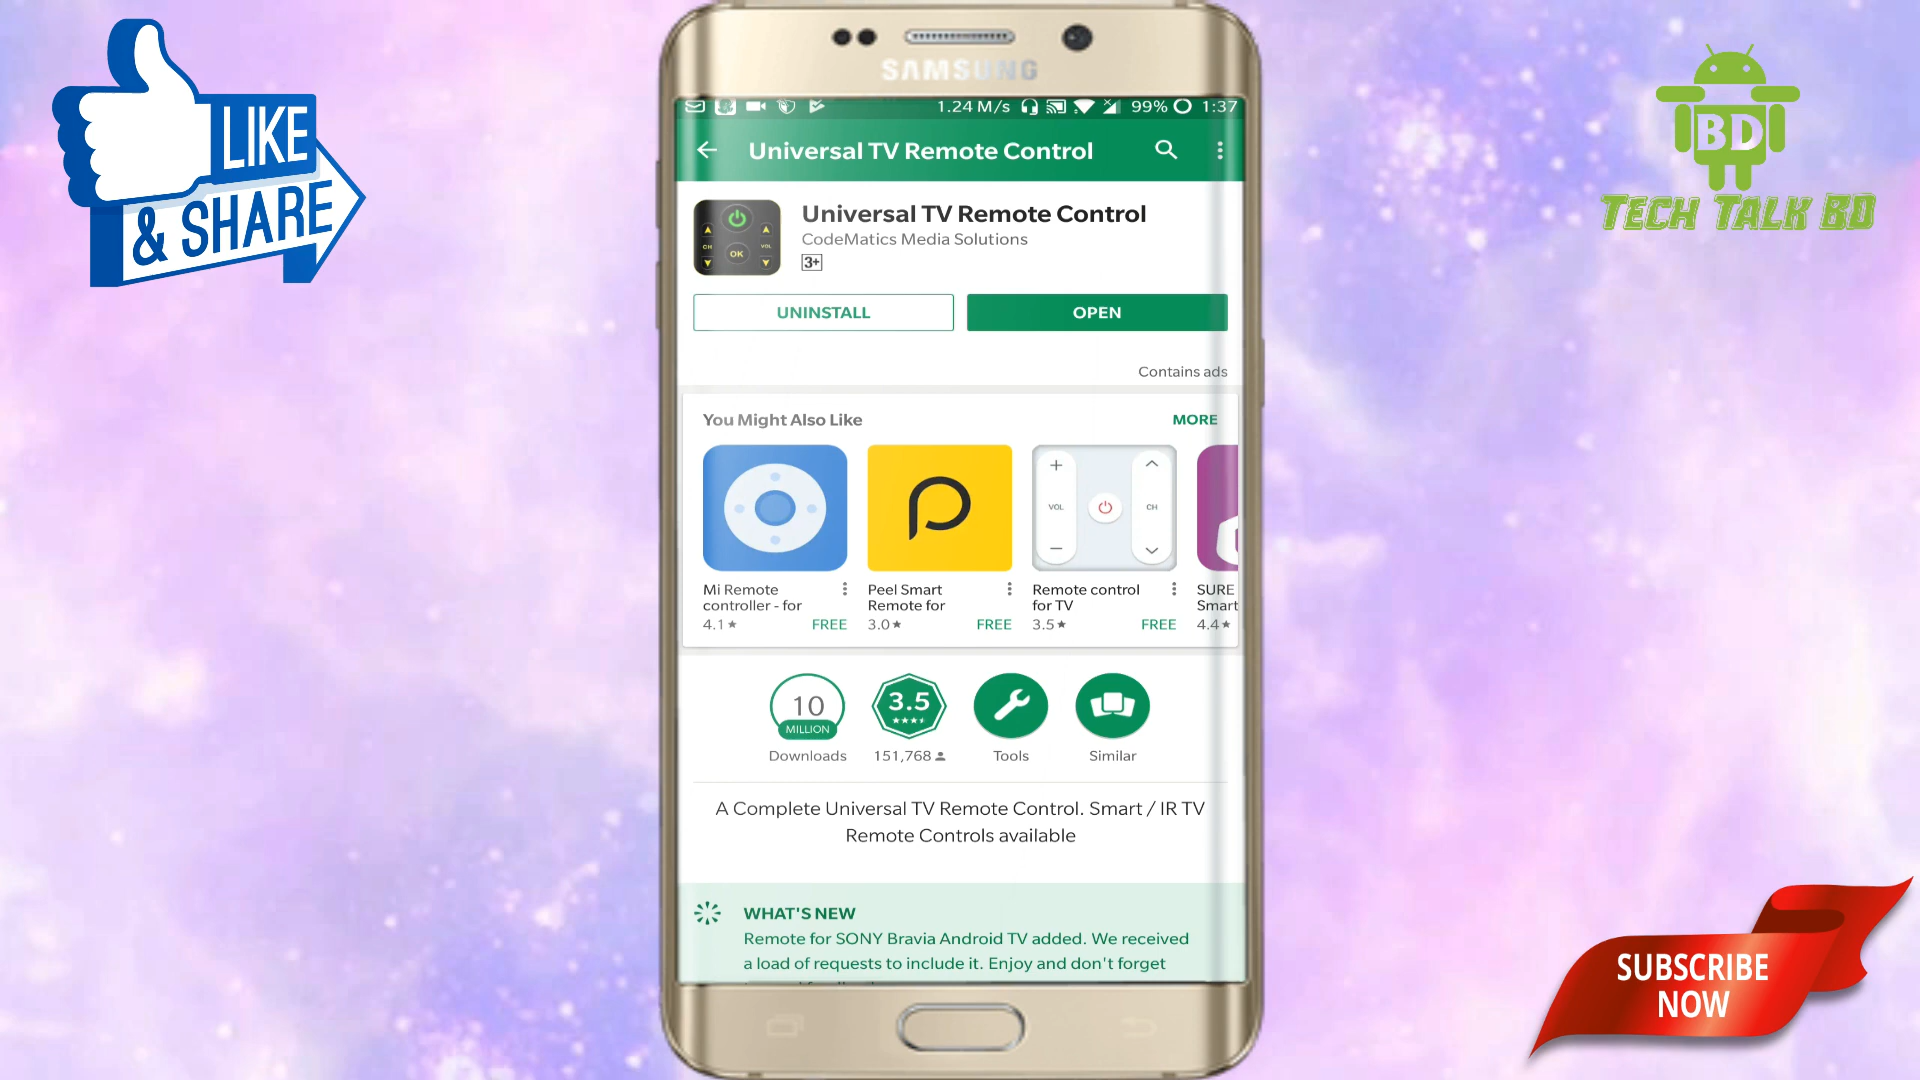 LIKE
& SHARE
SAMSUNG
1.24 M/s 99% 1:37
Universal TV Remote Control
Universal TV Remote Control
CodeMatics Media Solutions
3+
CH OK VOL
UNINSTALL
OPEN
Contains ads
You Might Also Like
MORE
VOL CH
Mi Remote
controller - for
4.1★ FREE
Peel Smart
Remote for
3.0★ FREE
Remote control
for TV
3.5★ FREE
SURE
Smart
4.4★
10
MILLION
Downloads
3.5
151,768
Tools
Similar
A Complete Universal TV Remote Control. Smart / IR TV
Remote Controls available
WHAT'S NEW
Remote for SONY Bravia Android TV added. We received
a load of requests to include it. Enjoy and don't forget
BD
TECH TALK BD
SUBSCRIBE
NOW